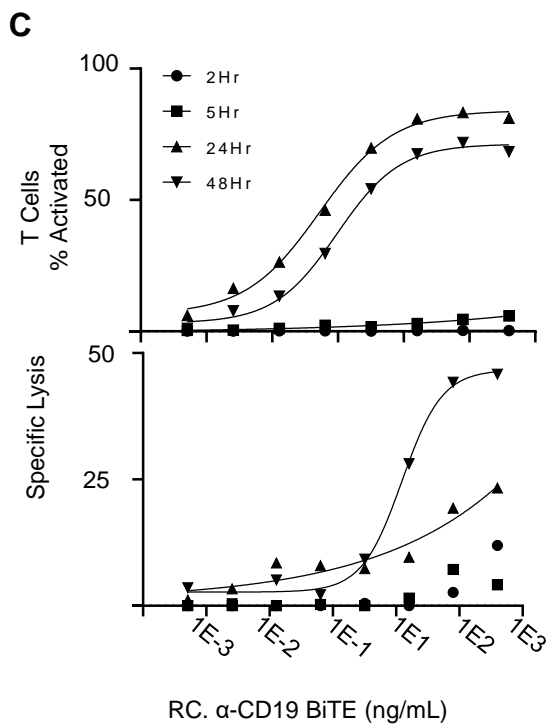 C
100
2Hr
5Hr
24Hr
48Hr
50
T Cells
% Activated
50
25
Specific Lysis
1E-3
1E-2
1E-1
1E1
1E2
1E3
RC. α-CD19 BiTE (ng/mL)